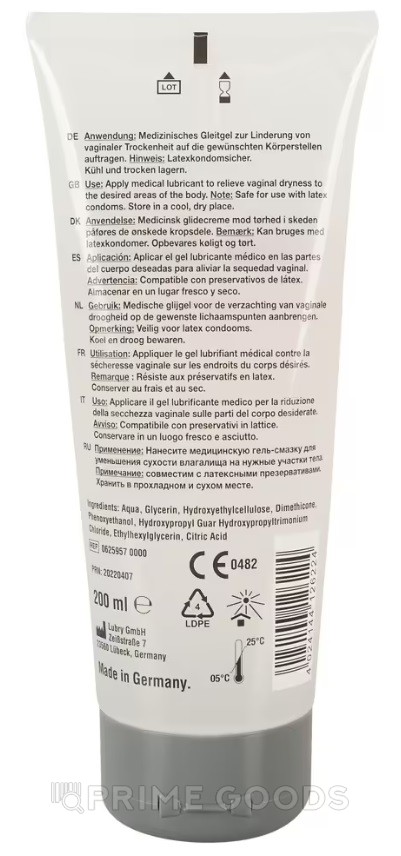 LOT
DE Anwendung: Medizinisches Gleitgel zur Linderung von
vaginaler Trockenheit auf die gewünschten Körperstellen
auftragen. Hinweis: Latexkondomsicher.
Kühl und trocken lagern.
GB Use: Apply medical lubricant to relieve vaginal dryness to
the desired areas of the body. Note: Safe for use with latex
condoms. Store in a cool, dry place.
DK Anvendelse: Medicinsk glidecreme mod tørhed i skeden
påføres de ønskede kropsdele. Bemærk: Kan bruges med
latexkondomer. Opbevares køligt og tørt.
ES Aplicación: Aplicar el gel lubricante médico en las partes
del cuerpo deseadas para aliviar la sequedad vaginal.
Advertencia: Compatible con preservativos de látex.
Almacenar en un lugar fresco y seco.
NL Gebruik: Medische glijgel voor de verzachting van vaginale
droogheid op de gewenste lichaamspunten aanbrengen.
Opmerking: Veilig voor latex condooms.
Koel en droog bewaren.
FR Utilisation: Appliquer le gel lubrifiant médical contre la
sécheresse vaginale sur les endroits du corps désirés.
Remarque : Résiste aux préservatifs en latex.
Conserver au frais et au sec.
IT Uso: Applicare il gel lubrificante medico per la riduzione
della secchezza vaginale sulle parti del corpo desiderate.
Avviso: Compatibile con preservativi in lattice.
Conservare in un luogo fresco e asciutto.
RU Применение: Нанесите медицинскую гель-смазку для
уменьшения сухости влагалища на нужные участки тела
Примечание: совместим с латексными презервативами.
Хранить в прохладном и сухом месте.
Ingredients: Aqua, Glycerin, Hydroxyethylcellulose, Dimethicone,
Phenoxyethanol, Hydroxypropyl Guar Hydroxypropyltrimonium
Chloride, Ethylhexylglycerin, Citric Acid
REF 0625957 0000
PRN: 20220407
CE 0482
200 ml ℮
4
LDPE
Lubry GmbH
Zeißstraße 7
23560 Lübeck, Germany
25°C
05°C
Made in Germany.
4 024144 126224
PRIME GOODS